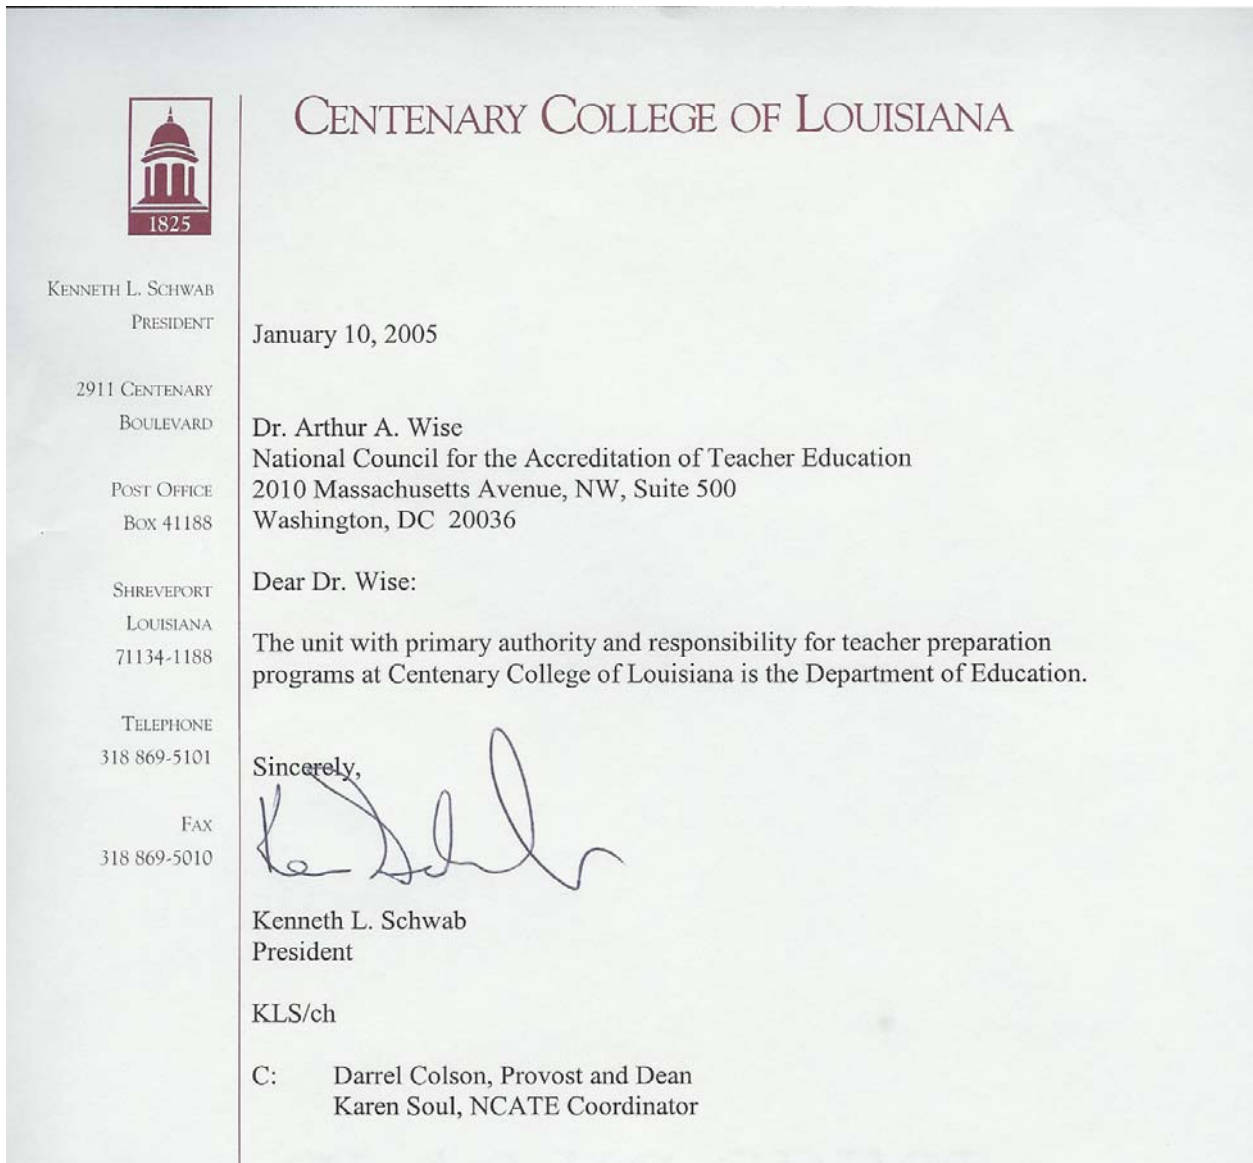 CENTENARY COLLEGE OF LOUISIANA
1825
KENNETH L. SCHWAB
PRESIDENT
2911 CENTENARY
BOULEVARD
POST OFFICE
BOX 41188
SHREVEPORT
LOUISIANA
71134-1188
TELEPHONE
318 869-5101
FAX
318 869-5010
January 10, 2005
Dr. Arthur A. Wise
National Council for the Accreditation of Teacher Education
2010 Massachusetts Avenue, NW, Suite 500
Washington, DC 20036
Dear Dr. Wise:
The unit with primary authority and responsibility for teacher preparation
programs at Centenary College of Louisiana is the Department of Education.
Sincerely,
Ken Schwab
Kenneth L. Schwab
President
KLS/ch
C: Darrel Colson, Provost and Dean
Karen Soul, NCATE Coordinator